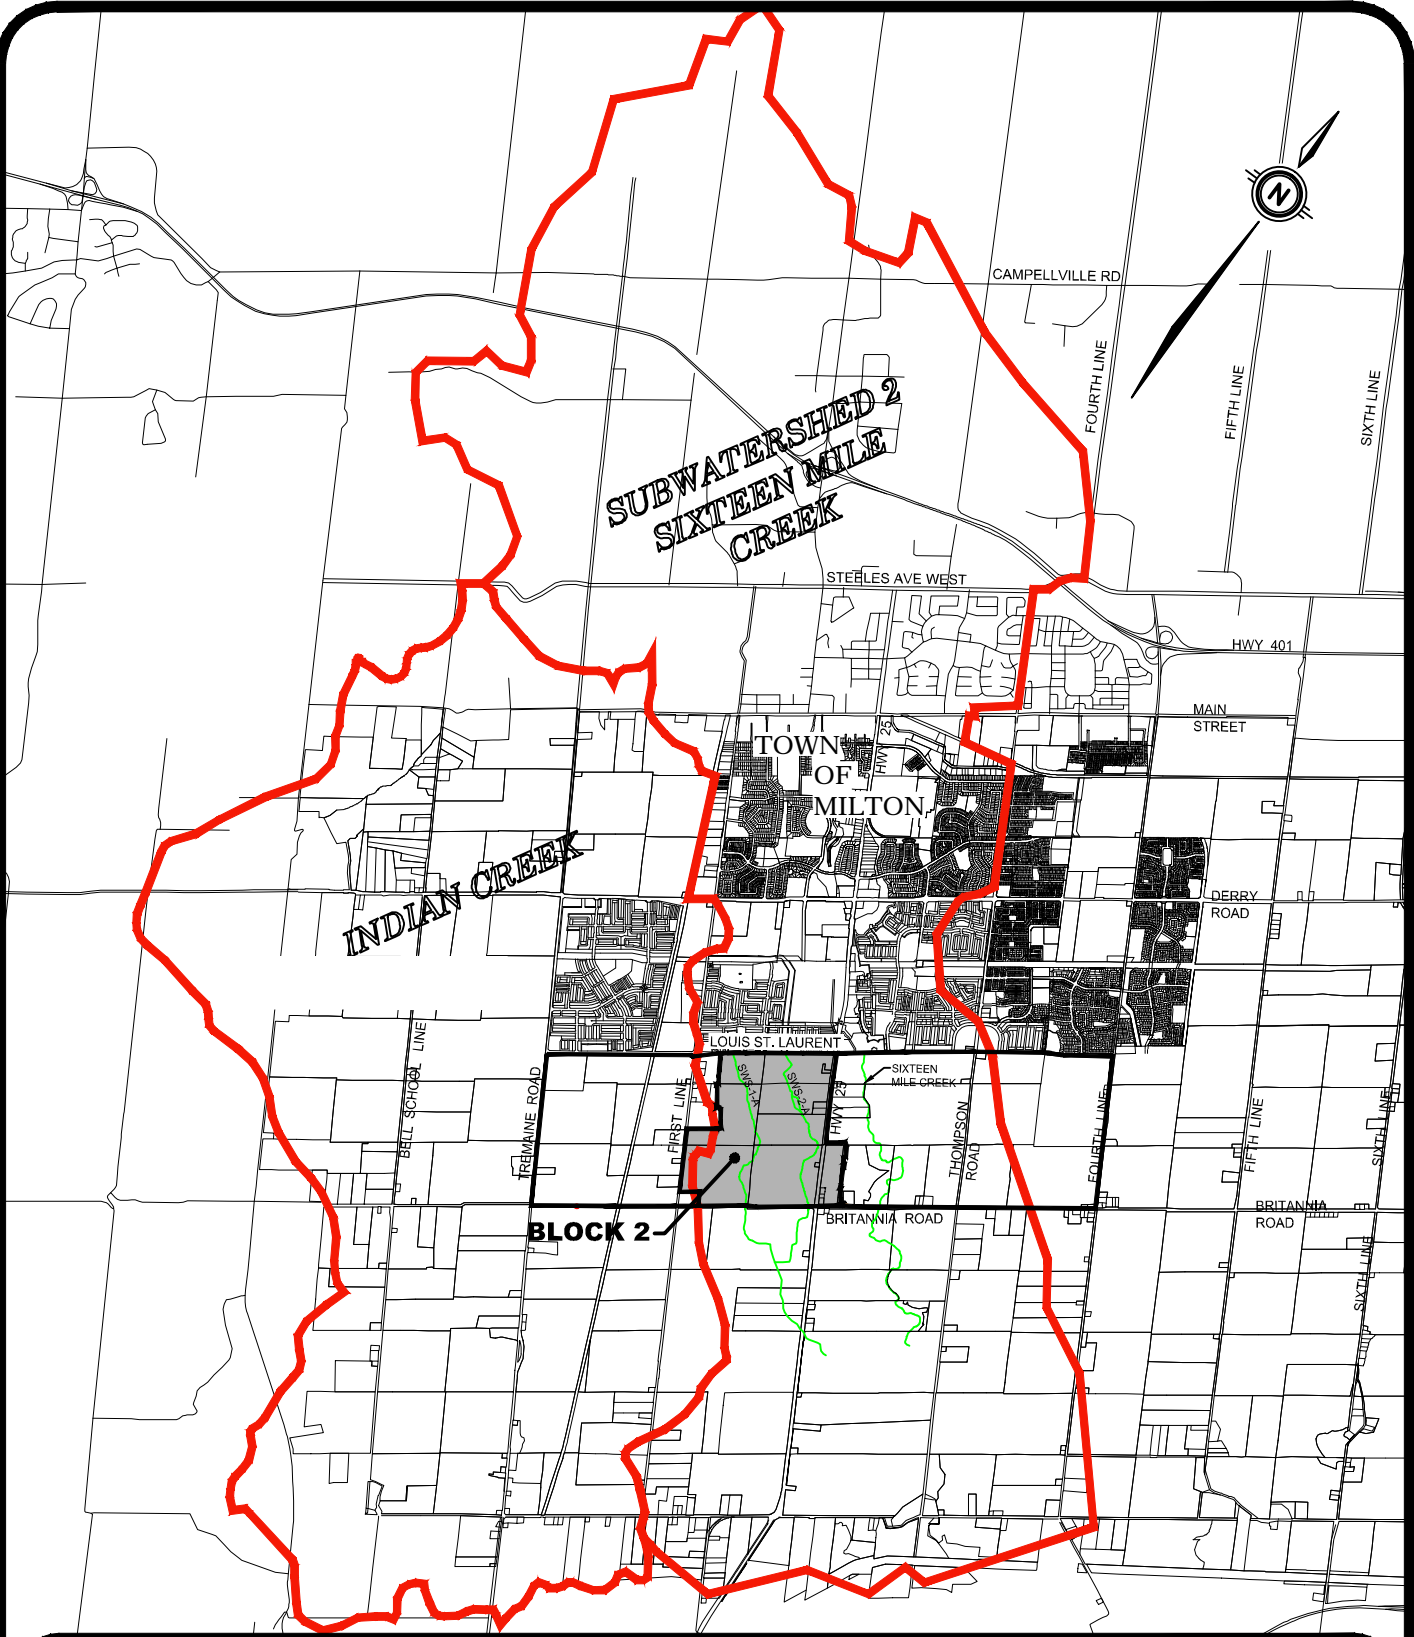 N
CAMPELLVILLE RD
FOURTH LINE
FIFTH LINE
SIXTH LINE
SUBWATERSHED 2
SIXTEEN MILE
CREEK
STEELES AVE WEST
HWY 401
MAIN
STREET
HWY 25
TOWN
OF
MILTON
INDIAN CREEK
DERRY
ROAD
LOUIS ST. LAURENT
BELL SCHOOL LINE
TREMAINE ROAD
FIRST LINE
SWS-1-A
SWS-2-A
HWY 25
SIXTEEN
MILE CREEK
THOMPSON
ROAD
FOURTH LINE
FIFTH LINE
SIXTH LINE
BLOCK 2
BRITANNIA ROAD
BRITANNIA
ROAD
SIXTH LINE